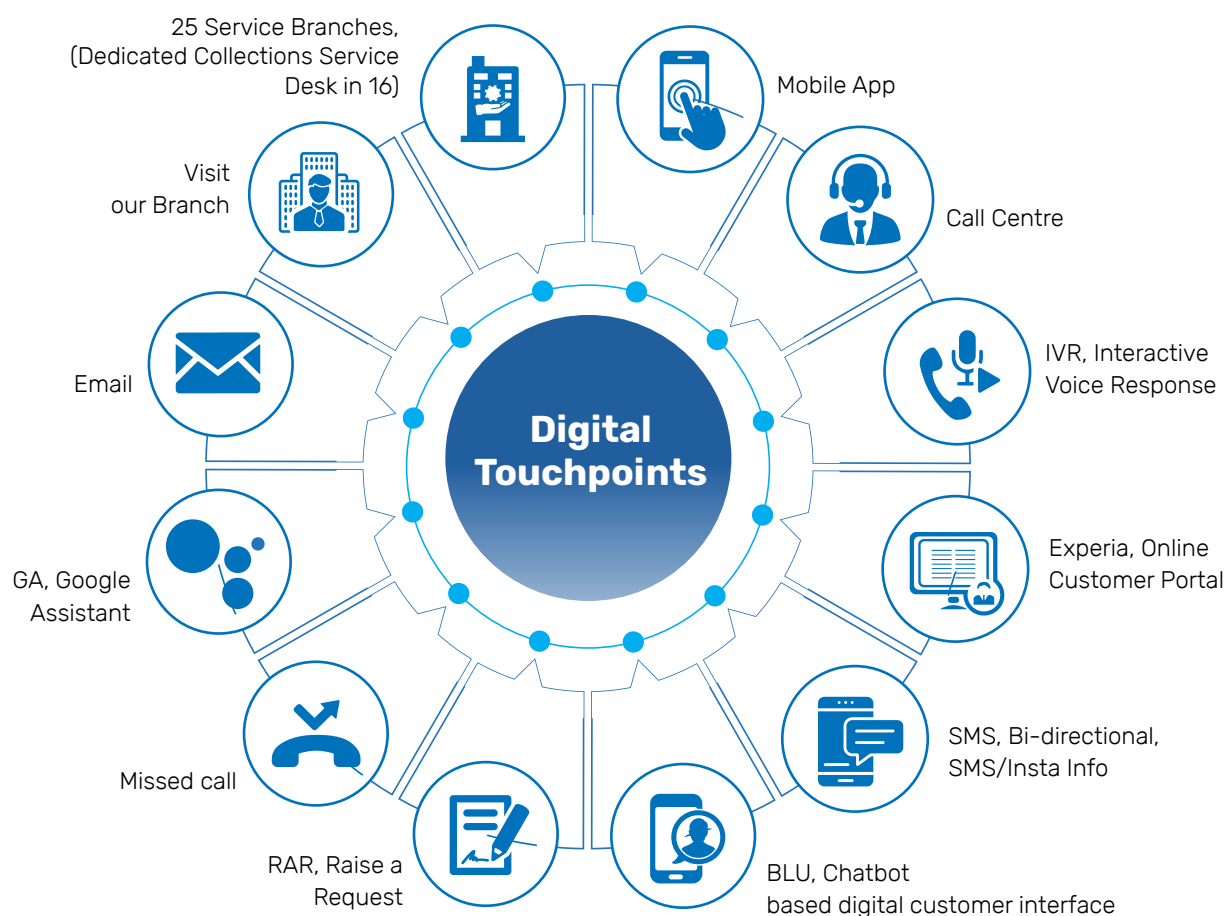 25 Service Branches,
(Dedicated Collections Service
Desk in 16)
Mobile App
Visit
our Branch
Call Centre
IVR, Interactive
Voice Response
Email
Digital
Touchpoints
Experia, Online
Customer Portal
GA, Google
Assistant
SMS, Bi-directional,
SMS/Insta Info
Missed call
RAR, Raise a
Request
BLU, Chatbot
based digital customer interface